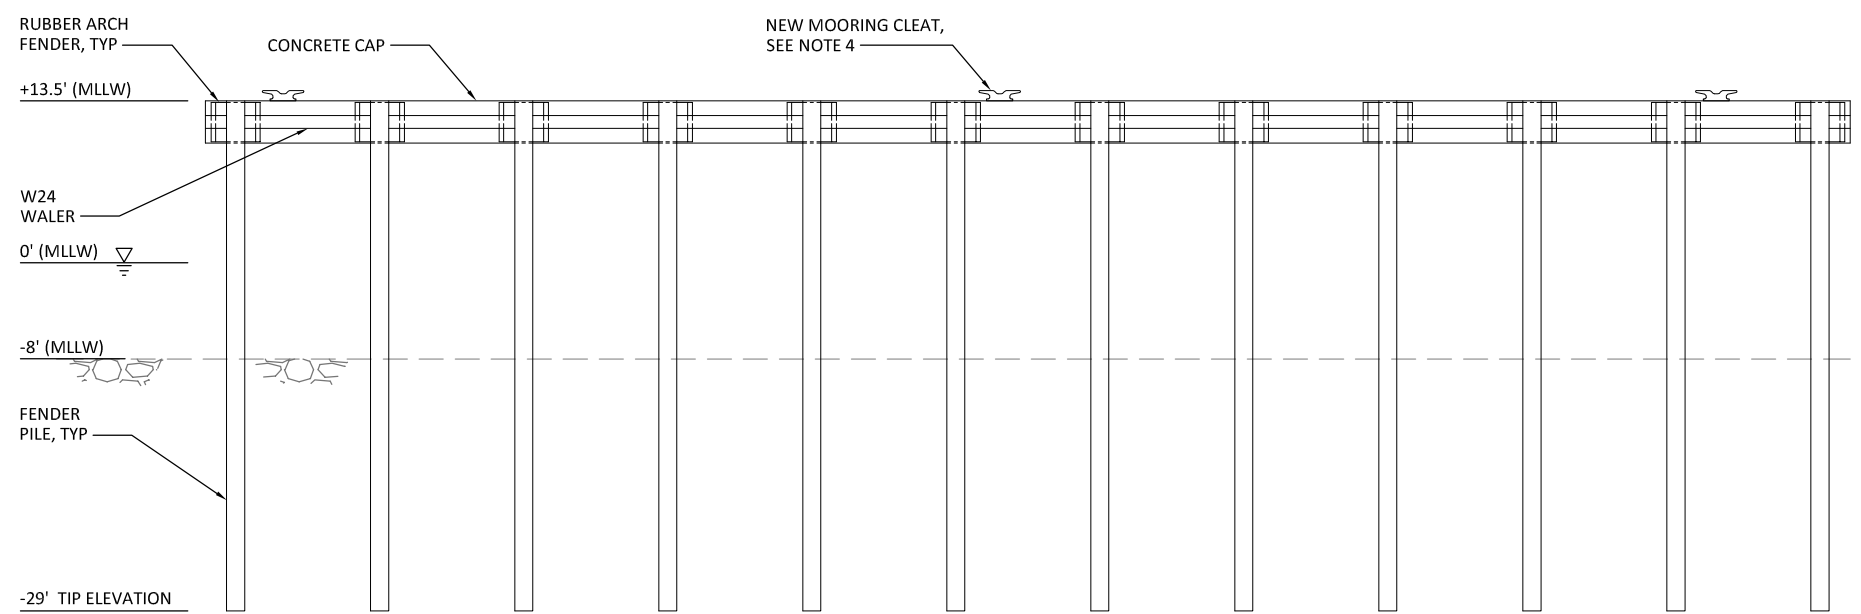 RUBBER ARCH
FENDER, TYP
CONCRETE CAP
NEW MOORING CLEAT,
SEE NOTE 4
+13.5' (MLLW)
W24
WALER
0' (MLLW)
-8' (MLLW)
FENDER
PILE, TYP
-29' TIP ELEVATION